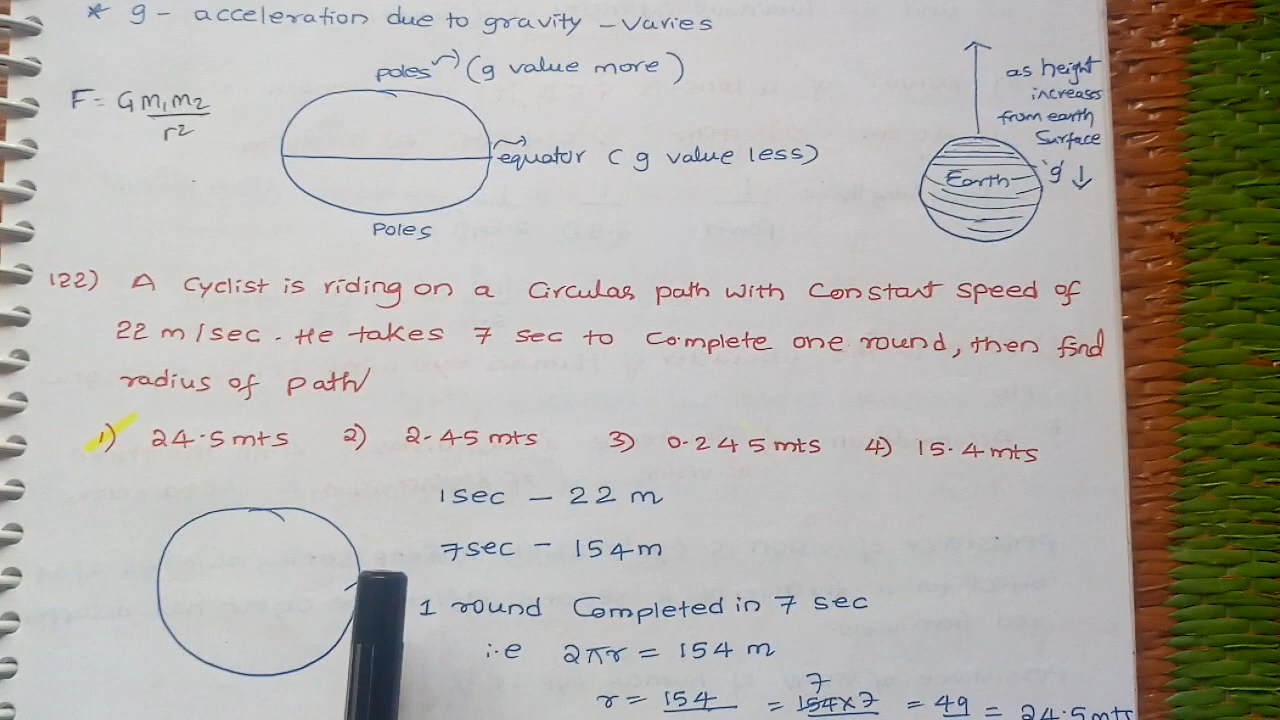 * g - acceleration due to gravity - Varies
poles (g value more)
F = G m1 m2
r2
equator (g value less)
Poles
as height
increases
from earth
Surface
'g' ↓
Earth
122) A Cyclist is riding on a Circular path with Constant speed of
22 m/sec. He takes 7 sec to Complete one round, then find
radius of path
1) 24.5 mts 2) 2.45 mts 3) 0.245 mts 4) 15.4 mts
1sec - 22 m
7sec - 154 m
1 round Completed in 7 sec
i.e 2πr = 154 m
7
r = 154 = 154x7 = 49 = 24.5mts